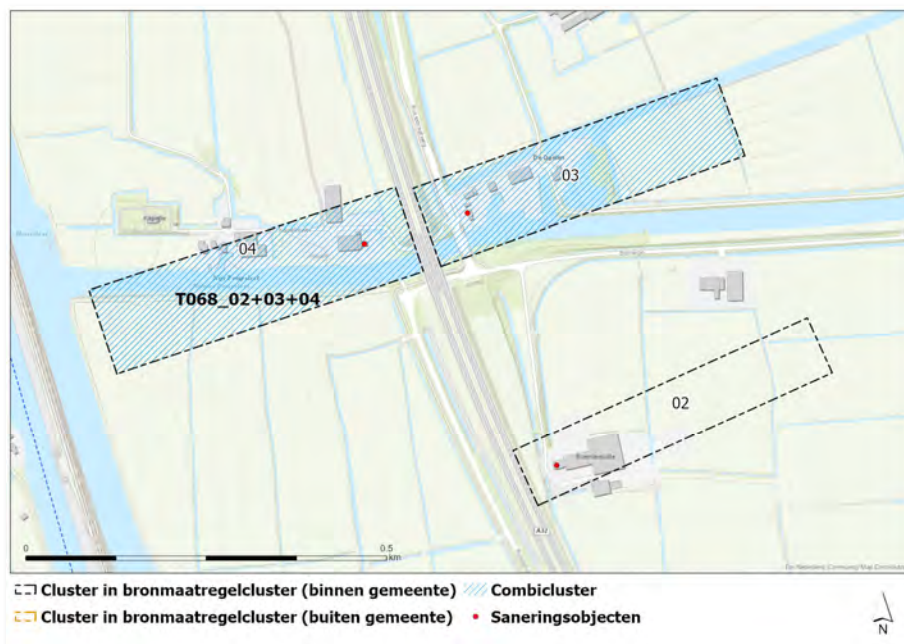 03
04
T068_02+03+04
02
A32
0
0.5
km
Cluster in bronmaatregelcluster (binnen gemeente)
Combicluster
Cluster in bronmaatregelcluster (buiten gemeente)
Saneringsobjecten
N